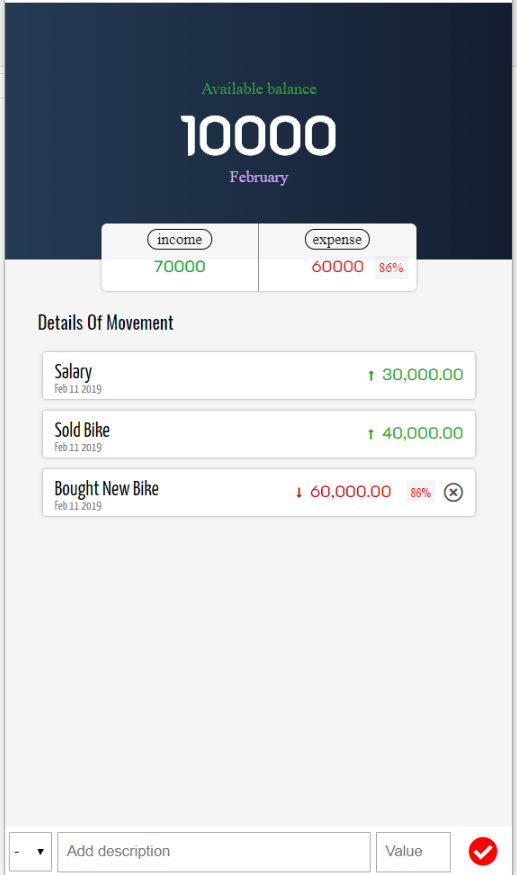 Available balance
10000
February
income expense
70000 60000 86%
Details Of Movement
Salary ↑ 30,000.00
Feb 11 2019
Sold Bike ↑ 40,000.00
Feb 11 2019
Bought New Bike ↓ 60,000.00 86%
Feb 11 2019
- Add description Value